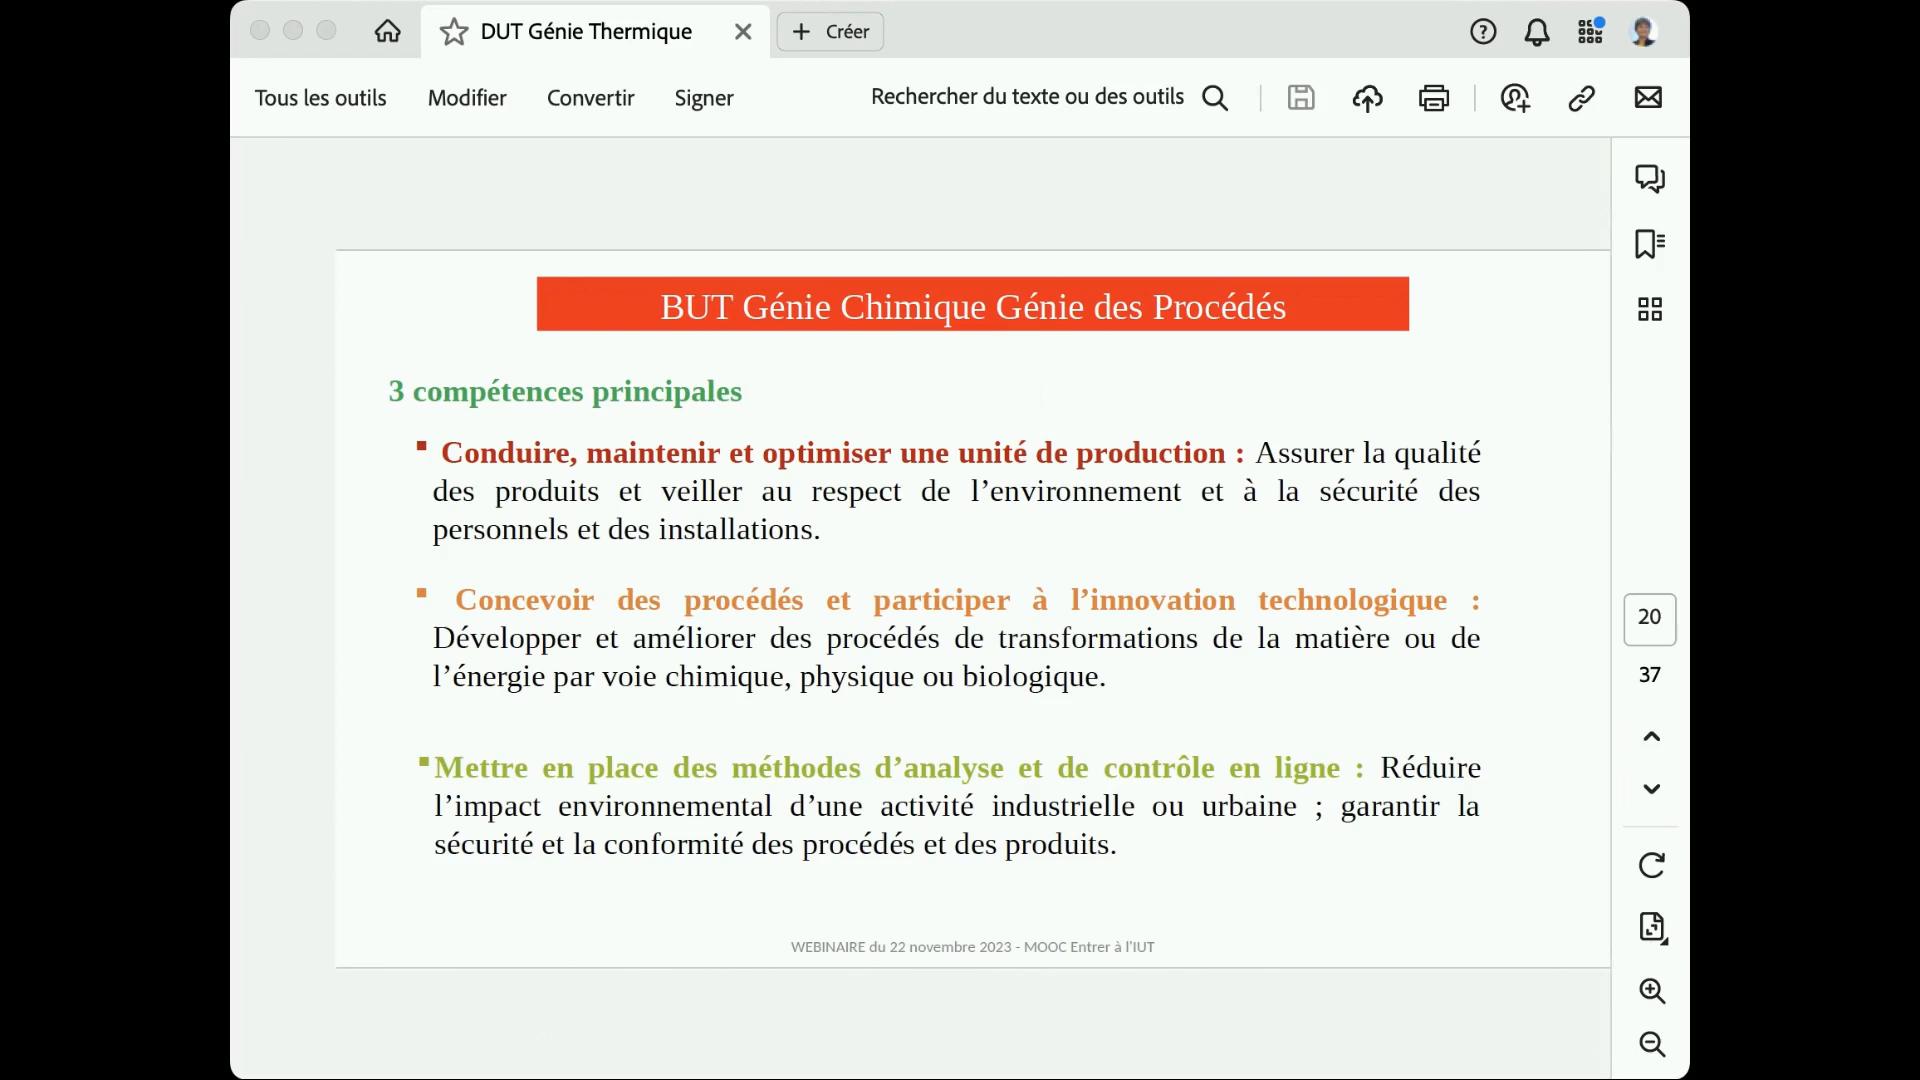 DUT Génie Thermique
Créer
Tous les outils Modifier Convertir Signer Rechercher du texte ou des outils
BUT Génie Chimique Génie des Procédés
3 compétences principales
Conduire, maintenir et optimiser une unité de production : Assurer la qualité
des produits et veiller au respect de l’environnement et à la sécurité des
personnels et des installations.
Concevoir des procédés et participer à l’innovation technologique :
Développer et améliorer des procédés de transformations de la matière ou de
l’énergie par voie chimique, physique ou biologique.
Mettre en place des méthodes d’analyse et de contrôle en ligne : Réduire
l’impact environnemental d’une activité industrielle ou urbaine ; garantir la
sécurité et la conformité des procédés et des produits.
WEBINAIRE du 22 novembre 2023 - MOOC Entrer à l'IUT
20
37